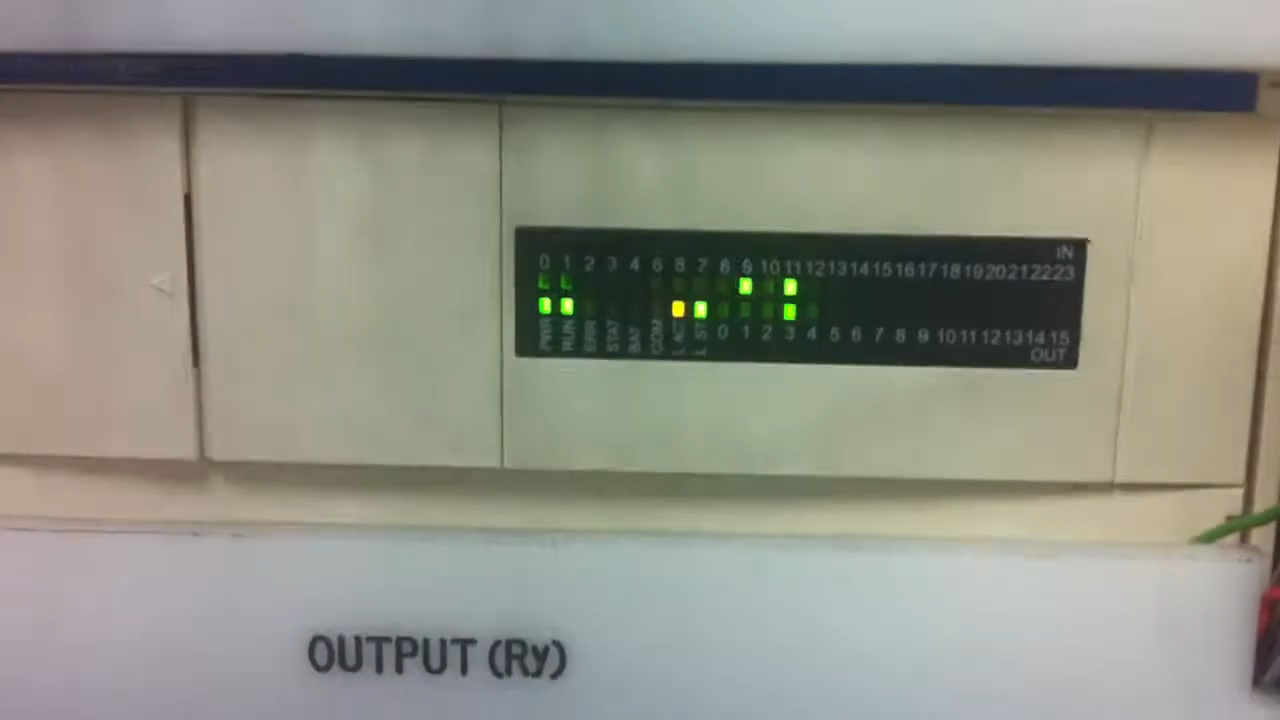 IN
0 1 2 3 4 6 8 7 8 9 10 11 12 13 14 15 16 17 18 19 20 21 22 23
PWR RUN ERR STAT BAT COM L ACT L ST 0 1 2 3 4 5 6 7 8 9 10 11 12 13 14 15
OUT
OUTPUT (Ry)